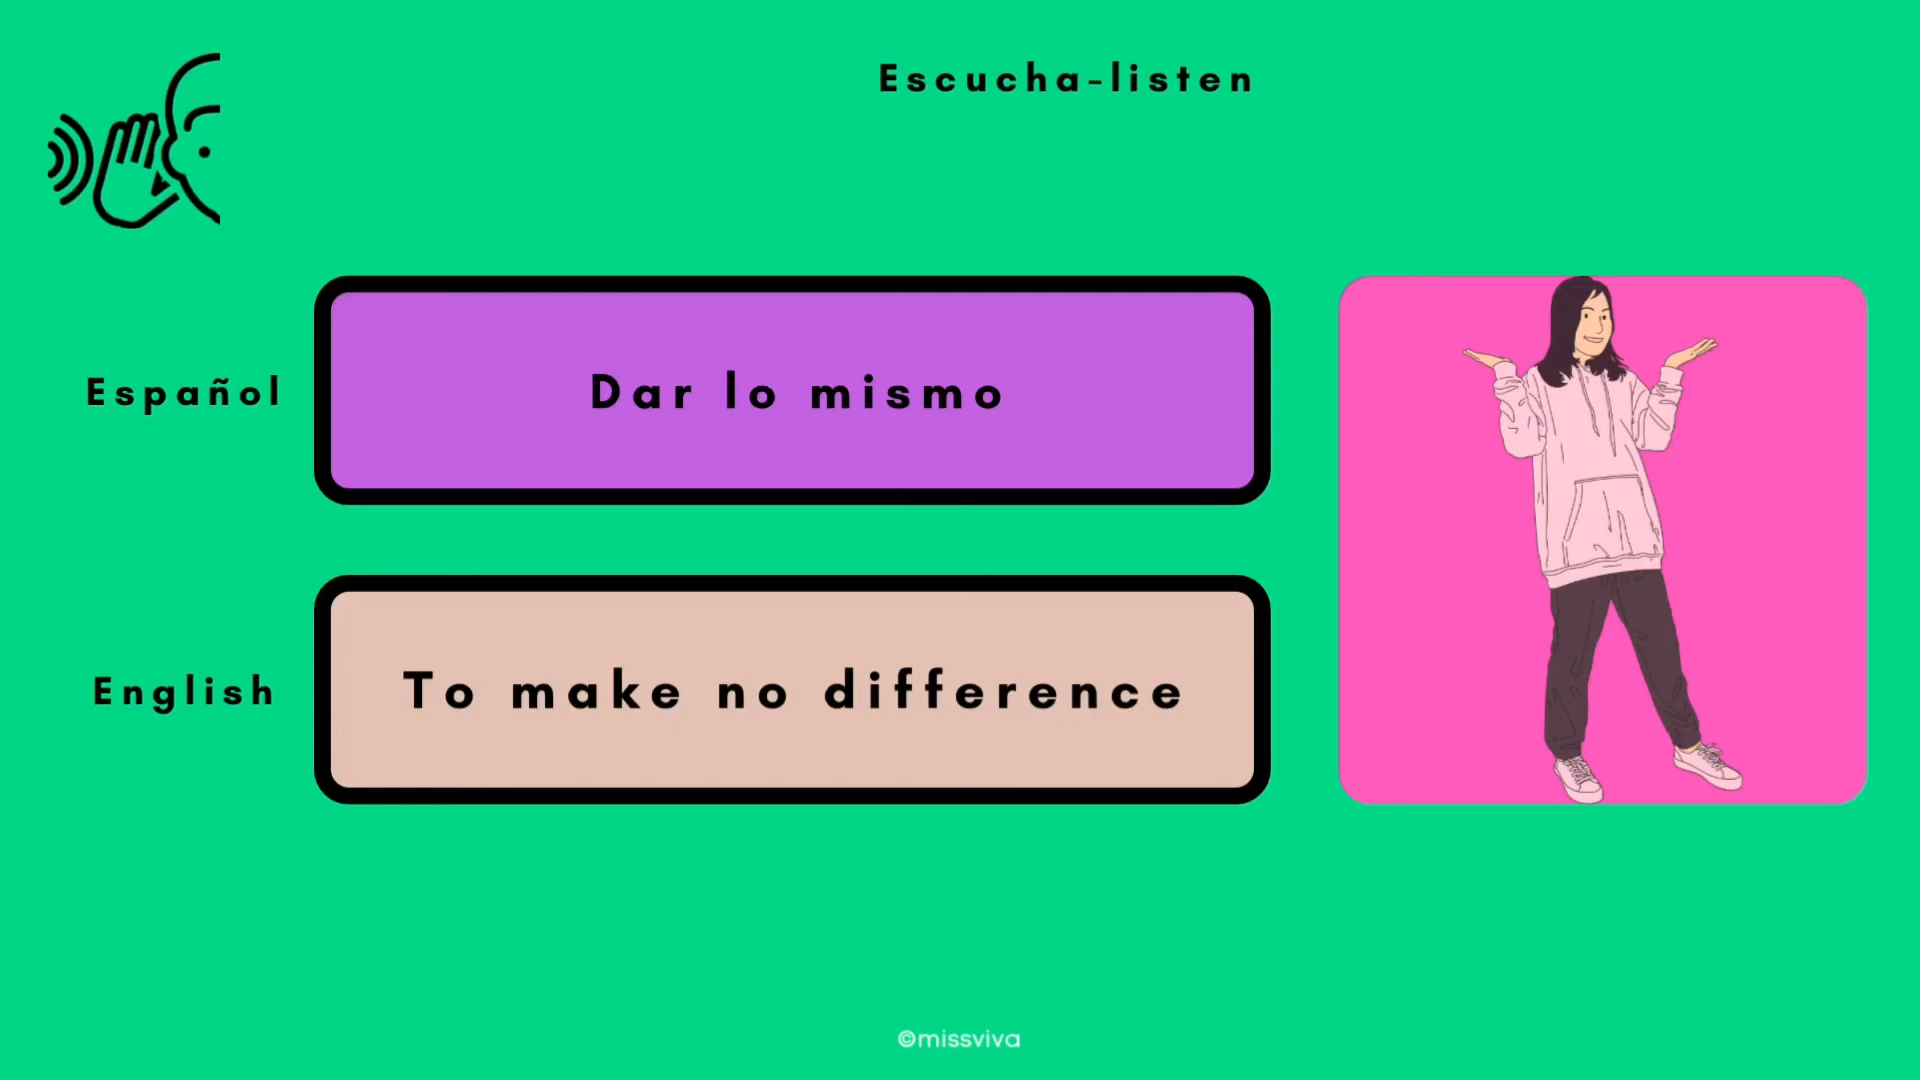 Escucha-listen
Español
Dar lo mismo
English
To make no difference
©missviva